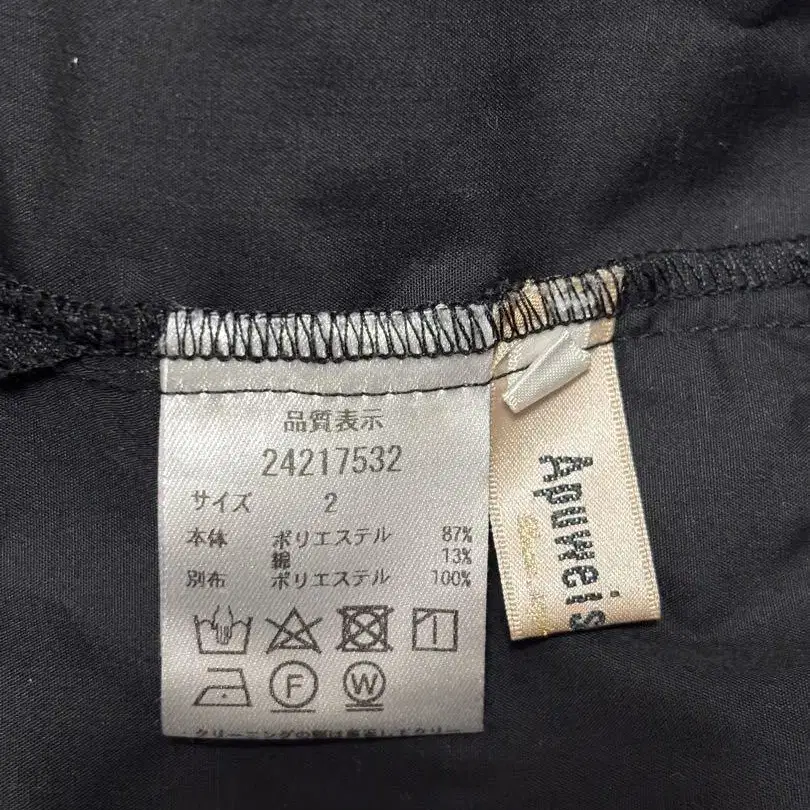 品質表示
24217532
サイズ 2
本体 ポリエステル 87%
綿 13%
別布 ポリエステル 100%
F
W
Apuweis